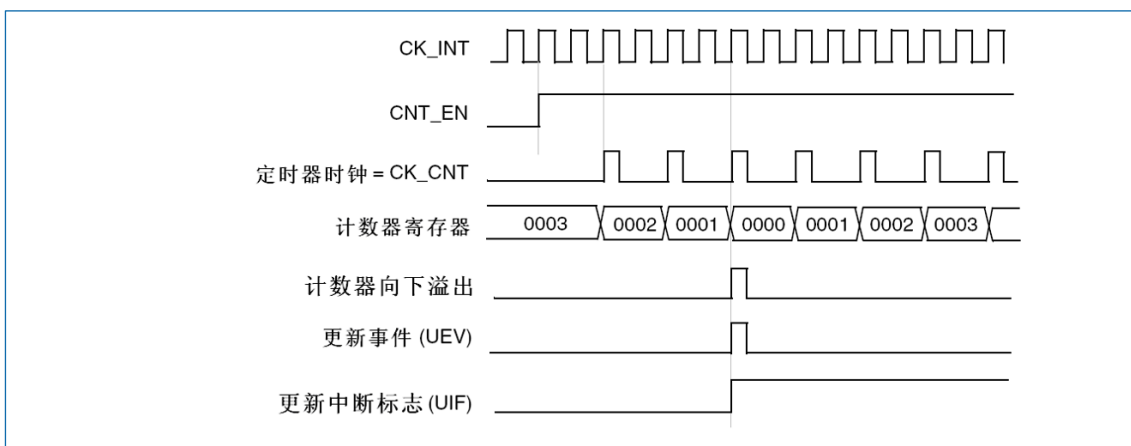 CK_INT
CNT_EN
定时器时钟 = CK_CNT
计数器寄存器 0003 0002 0001 0000 0001 0002 0003
计数器向下溢出
更新事件 (UEV)
更新中断标志 (UIF)